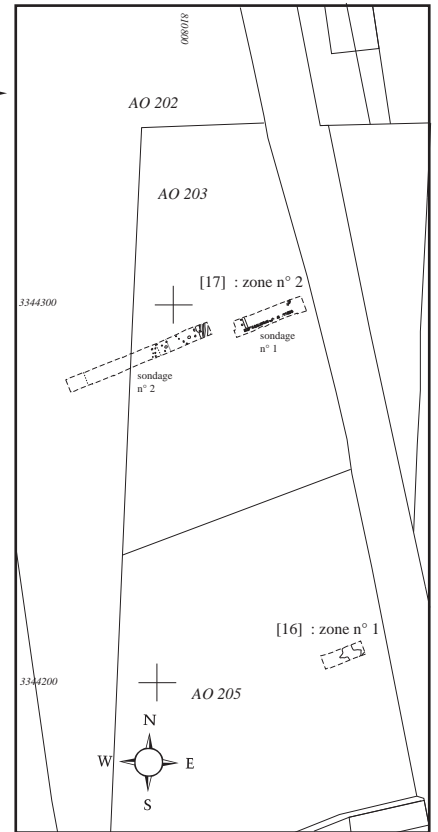 810800
AO 202
AO 203
[17] : zone n° 2
3344300
sondage
n° 1
sondage
n° 2
[16] : zone n° 1
3344200
AO 205
N
W E
S